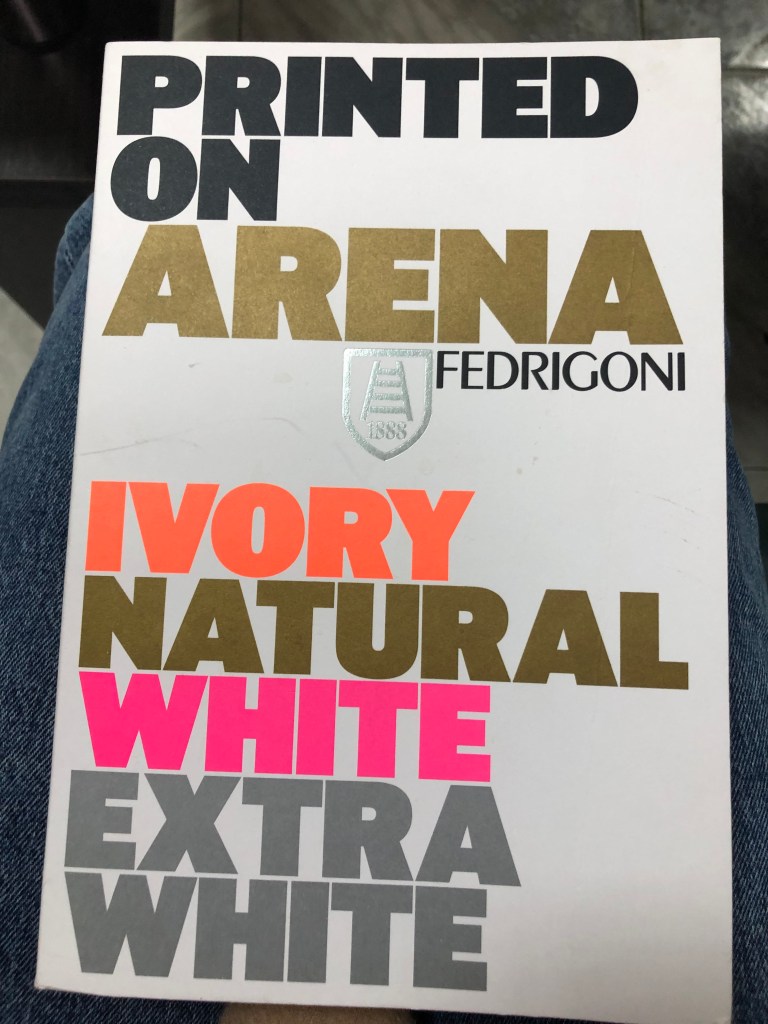 PRINTED
ON
ARENA
FEDRIGONI
1888
IVORY
NATURAL
WHITE
EXTRA
WHITE